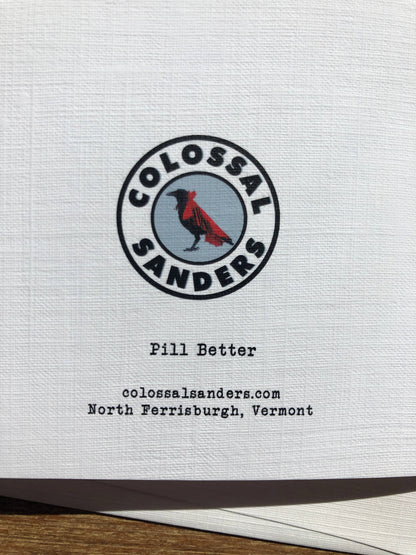 COLOSSAL
SANDERS
Pill Better
colossalsanders.com
North Ferrisburgh, Vermont